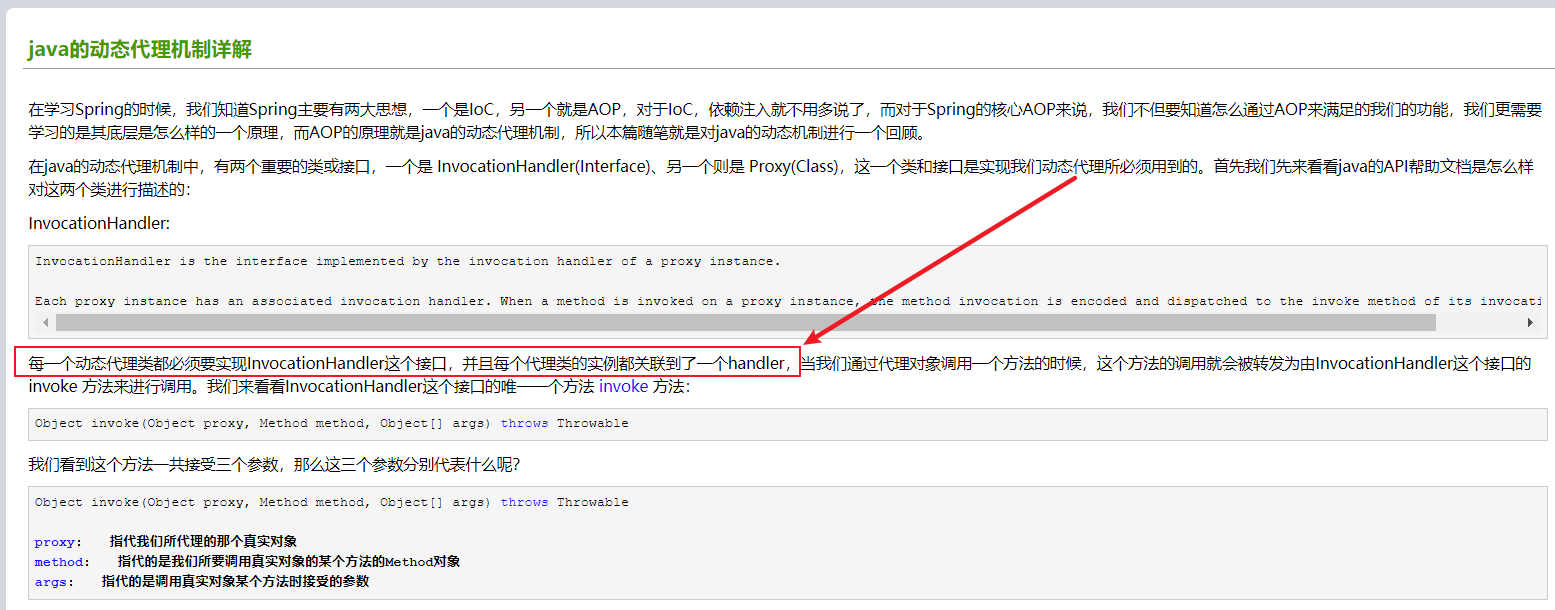 java的动态代理机制详解
在学习Spring的时候，我们知道Spring主要有两大思想，一个是IoC，另一个就是AOP，对于IoC，依赖注入就不用多说了，而对于Spring的核心AOP来说，我们不但要知道怎么通过AOP来满足的我们的功能，我们更需要
学习的是其底层是怎么样的一个原理，而AOP的原理就是java的动态代理机制，所以本篇随笔就是对java的动态机制进行一个回顾。
在java的动态代理机制中，有两个重要的类或接口，一个是 InvocationHandler(Interface)、另一个则是 Proxy(Class)，这一个类和接口是实现我们动态代理所必须用到的。首先我们先来看看java的API帮助文档是怎么样
对这两个类进行描述的：
InvocationHandler:
InvocationHandler is the interface implemented by the invocation handler of a proxy instance.
Each proxy instance has an associated invocation handler. When a method is invoked on a proxy instance, the method invocation is encoded and dispatched to the invoke method of its invocati
每一个动态代理类都必须要实现InvocationHandler这个接口，并且每个代理类的实例都关联到了一个handler，当我们通过代理对象调用一个方法的时候，这个方法的调用就会被转发为由InvocationHandler这个接口的
invoke 方法来进行调用。我们来看看InvocationHandler这个接口的唯一一个方法 invoke 方法：
Object invoke(Object proxy, Method method, Object[] args) throws Throwable
我们看到这个方法一共接受三个参数，那么这三个参数分别代表什么呢？
Object invoke(Object proxy, Method method, Object[] args) throws Throwable
proxy: 指代我们所代理的那个真实对象
method: 指代的是我们所要调用真实对象的某个方法的Method对象
args: 指代的是调用真实对象某个方法时接受的参数